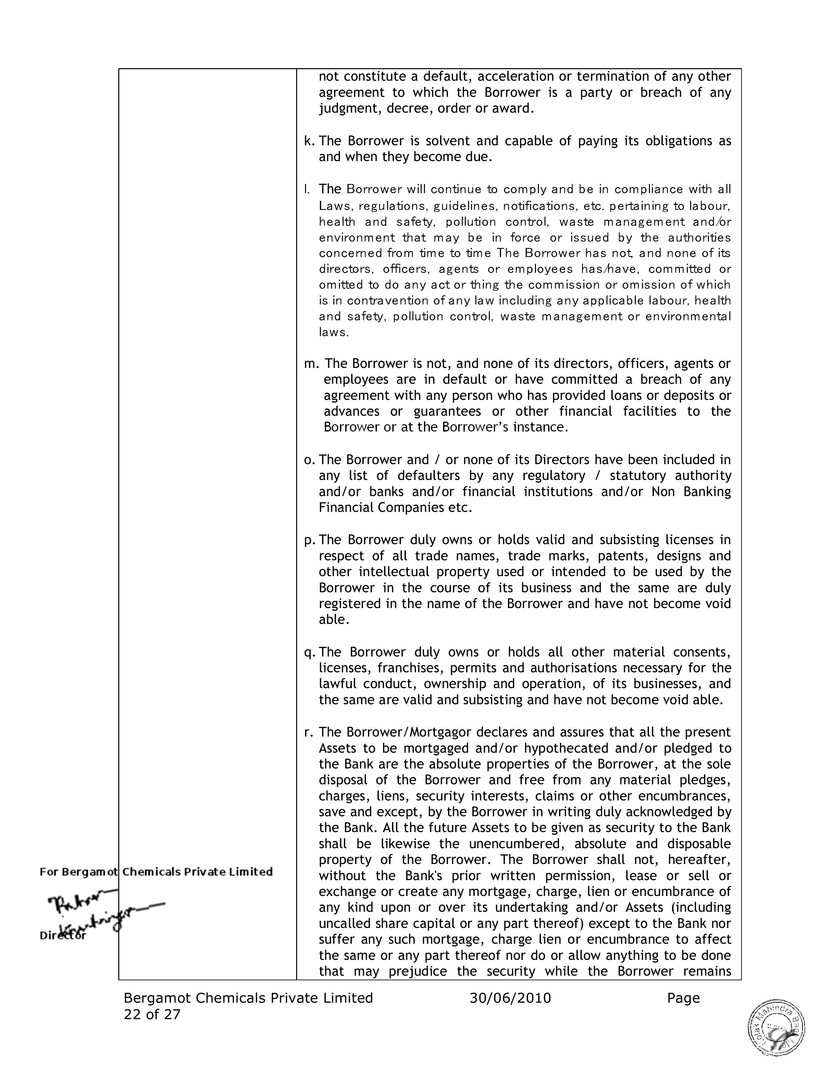 not constitute a default, acceleration or termination of any other
agreement to which the Borrower is a party or breach of any
judgment, decree, order or award.
k. The Borrower is solvent and capable of paying its obligations as
and when they become due.
l. The Borrower will continue to comply and be in compliance with all
Laws, regulations, guidelines, notifications, etc. pertaining to labour,
health and safety, pollution control, waste management and/or
environment that may be in force or issued by the authorities
concerned from time to time The Borrower has not, and none of its
directors, officers, agents or employees has/have, committed or
omitted to do any act or thing the commission or omission of which
is in contravention of any law including any applicable labour, health
and safety, pollution control, waste management or environmental
laws.
m. The Borrower is not, and none of its directors, officers, agents or
employees are in default or have committed a breach of any
agreement with any person who has provided loans or deposits or
advances or guarantees or other financial facilities to the
Borrower or at the Borrower's instance.
o. The Borrower and / or none of its Directors have been included in
any list of defaulters by any regulatory / statutory authority
and/or banks and/or financial institutions and/or Non Banking
Financial Companies etc.
p. The Borrower duly owns or holds valid and subsisting licenses in
respect of all trade names, trade marks, patents, designs and
other intellectual property used or intended to be used by the
Borrower in the course of its business and the same are duly
registered in the name of the Borrower and have not become void
able.
q. The Borrower duly owns or holds all other material consents,
licenses, franchises, permits and authorisations necessary for the
lawful conduct, ownership and operation, of its businesses, and
the same are valid and subsisting and have not become void able.
r. The Borrower/Mortgagor declares and assures that all the present
Assets to be mortgaged and/or hypothecated and/or pledged to
the Bank are the absolute properties of the Borrower, at the sole
disposal of the Borrower and free from any material pledges,
charges, liens, security interests, claims or other encumbrances,
save and except, by the Borrower in writing duly acknowledged by
the Bank. All the future Assets to be given as security to the Bank
shall be likewise the unencumbered, absolute and disposable
property of the Borrower. The Borrower shall not, hereafter,
without the Bank's prior written permission, lease or sell or
exchange or create any mortgage, charge, lien or encumbrance of
any kind upon or over its undertaking and/or Assets (including
uncalled share capital or any part thereof) except to the Bank nor
suffer any such mortgage, charge lien or encumbrance to affect
the same or any part thereof nor do or allow anything to be done
that may prejudice the security while the Borrower remains
For Bergamot Chemicals Private Limited
Director
Bergamot Chemicals Private Limited 30/06/2010 Page
22 of 27
Mahindra